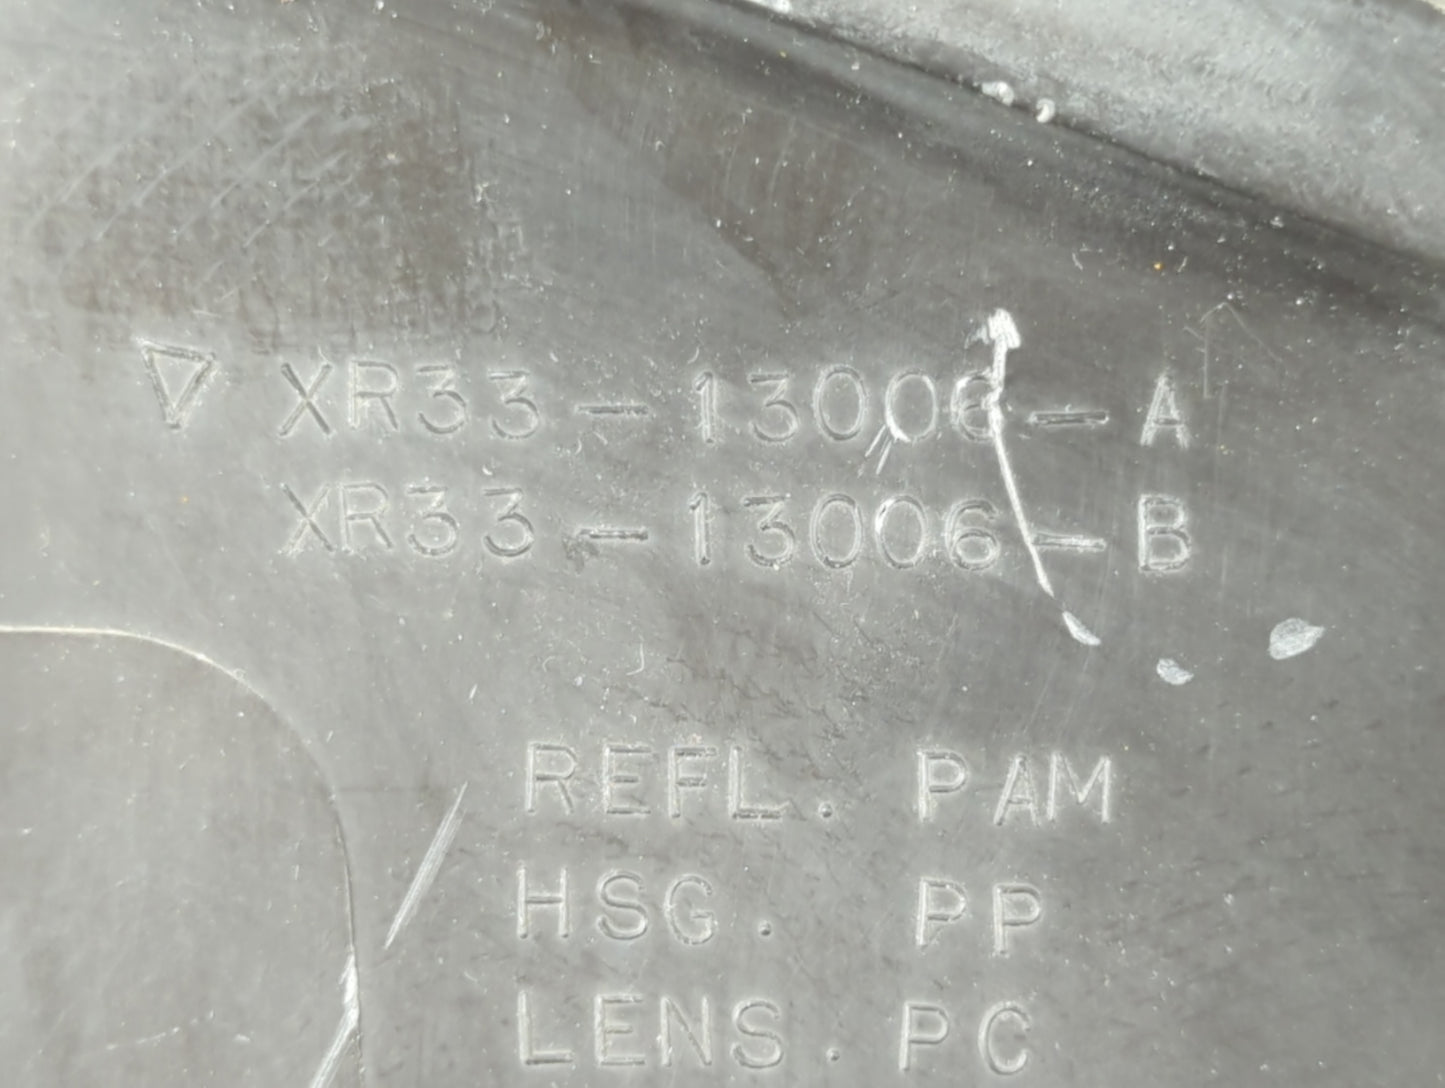 XR33-13006-A
XR33-13006-B
REFL. PAM
HSG. PP
LENS. PC